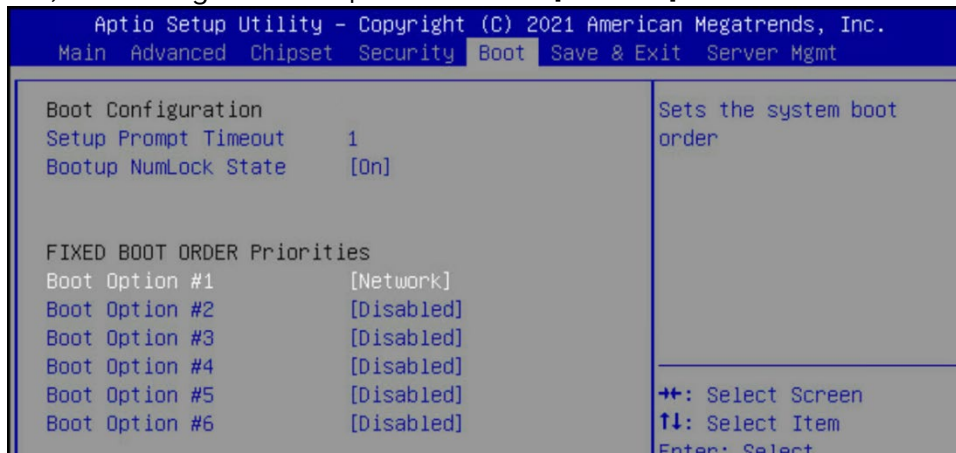 Aptio Setup Utility – Copyright (C) 2021 American Megatrends, Inc.
Main Advanced Chipset Security Boot Save & Exit Server Mgmt
Boot Configuration
Setup Prompt Timeout 1
Bootup NumLock State [On]
FIXED BOOT ORDER Priorities
Boot Option #1 [Network]
Boot Option #2 [Disabled]
Boot Option #3 [Disabled]
Boot Option #4 [Disabled]
Boot Option #5 [Disabled]
Boot Option #6 [Disabled]
Sets the system boot
order
→←: Select Screen
↑↓: Select Item
Enter: Select